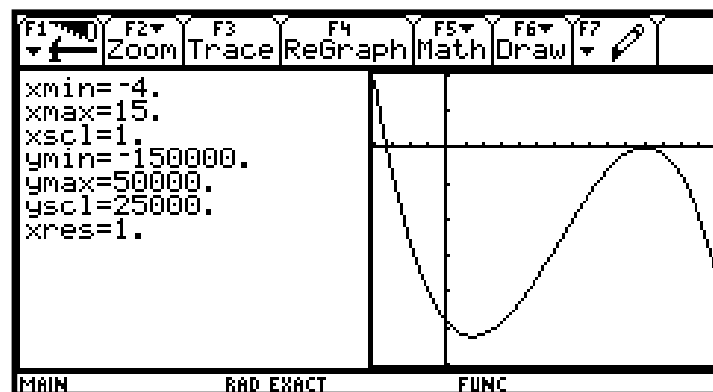 F1 F2 F3 F4 F5 F6 F7
Zoom Trace ReGraph Math Draw
xmin=-4.
xmax=15.
xscl=1.
ymin=-150000.
ymax=50000.
yscl=25000.
xres=1.
MAIN RAD EXACT FUNC